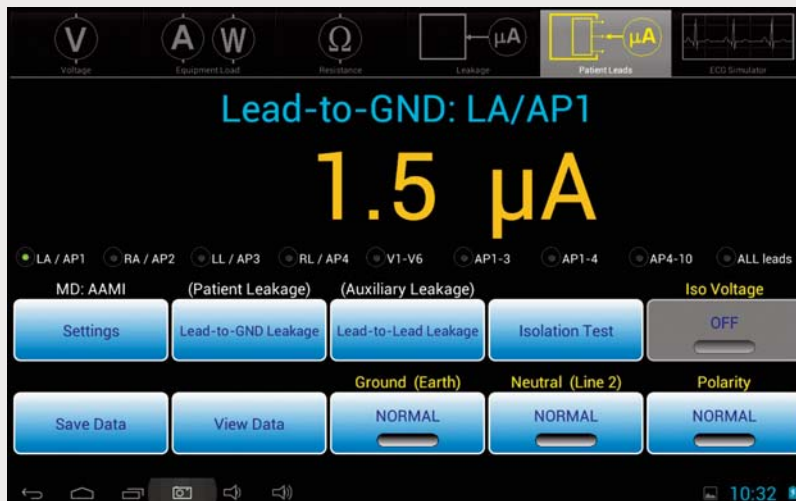 V A W Ω µA µA
Voltage Equipment Load Resistance Leakage Patient Leads ECG Simulator
Lead-to-GND: LA/AP1
1.5 µA
LA / AP1 RA / AP2 LL / AP3 RL / AP4 V1-V6 AP1-3 AP1-4 AP4-10 ALL leads
MD: AAMI (Patient Leakage) (Auxiliary Leakage) Iso Voltage
Settings Lead-to-GND Leakage Lead-to-Lead Leakage Isolation Test OFF
Ground (Earth) Neutral (Line 2) Polarity
Save Data View Data NORMAL NORMAL NORMAL
10:32